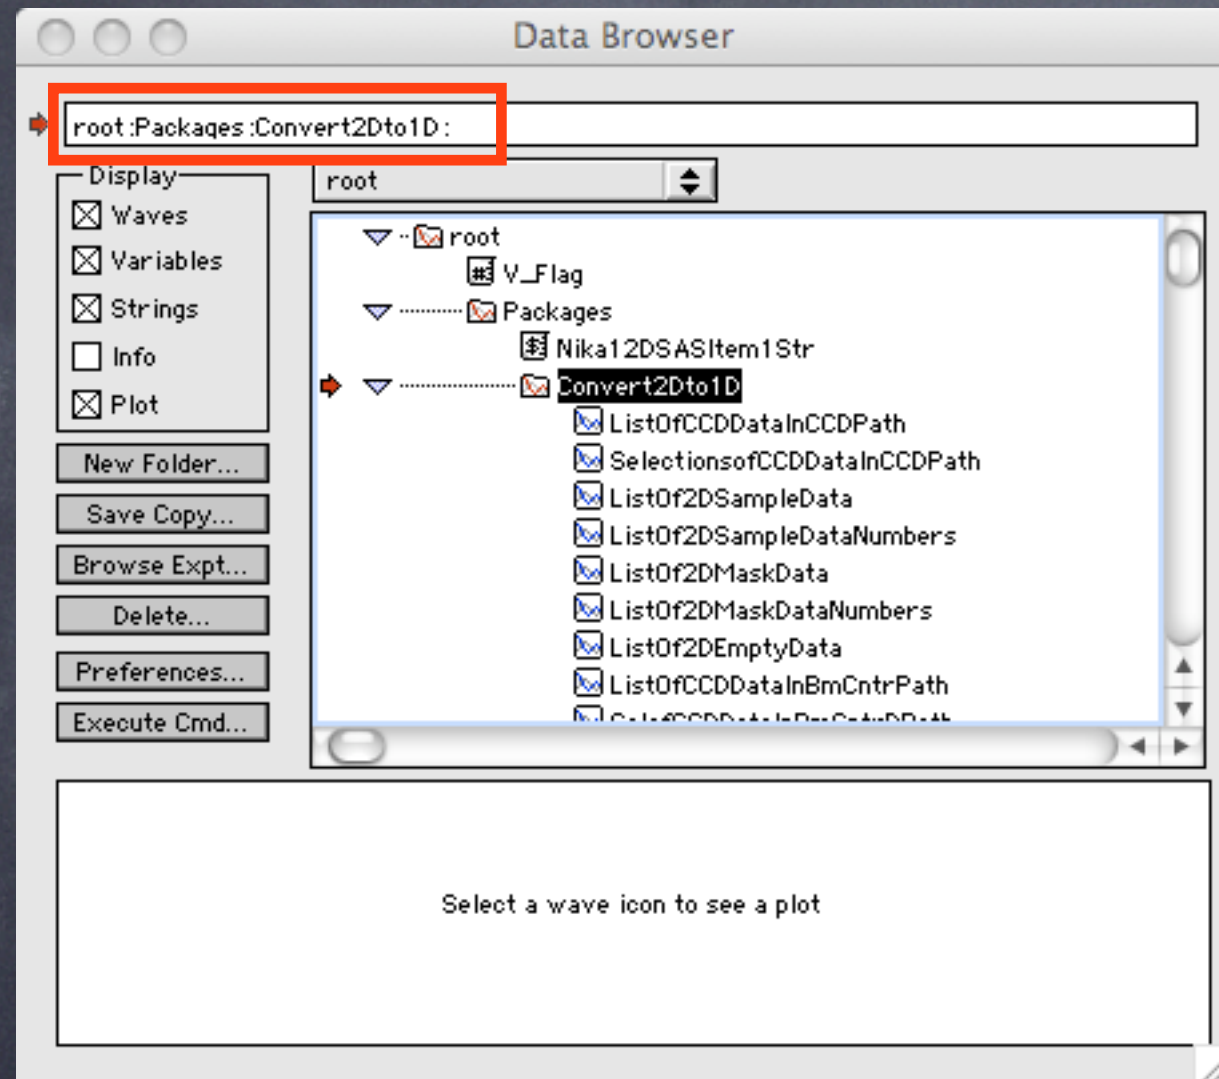 Data Browser
root:Packages:Convert2Dto1D:
Display
Waves
Variables
Strings
Info
Plot
New Folder...
Save Copy...
Browse Expt...
Delete...
Preferences...
Execute Cmd...
root
root
V_Flag
Packages
Nika12DSASItem1Str
Convert2Dto1D
ListOfCCDDataInCCDPath
SelectionsofCCDDataInCCDPath
ListOf2DSampleData
ListOf2DSampleDataNumbers
ListOf2DMaskData
ListOf2DMaskDataNumbers
ListOf2DEmptyData
ListOfCCDDataInBmCntrPath
Select a wave icon to see a plot